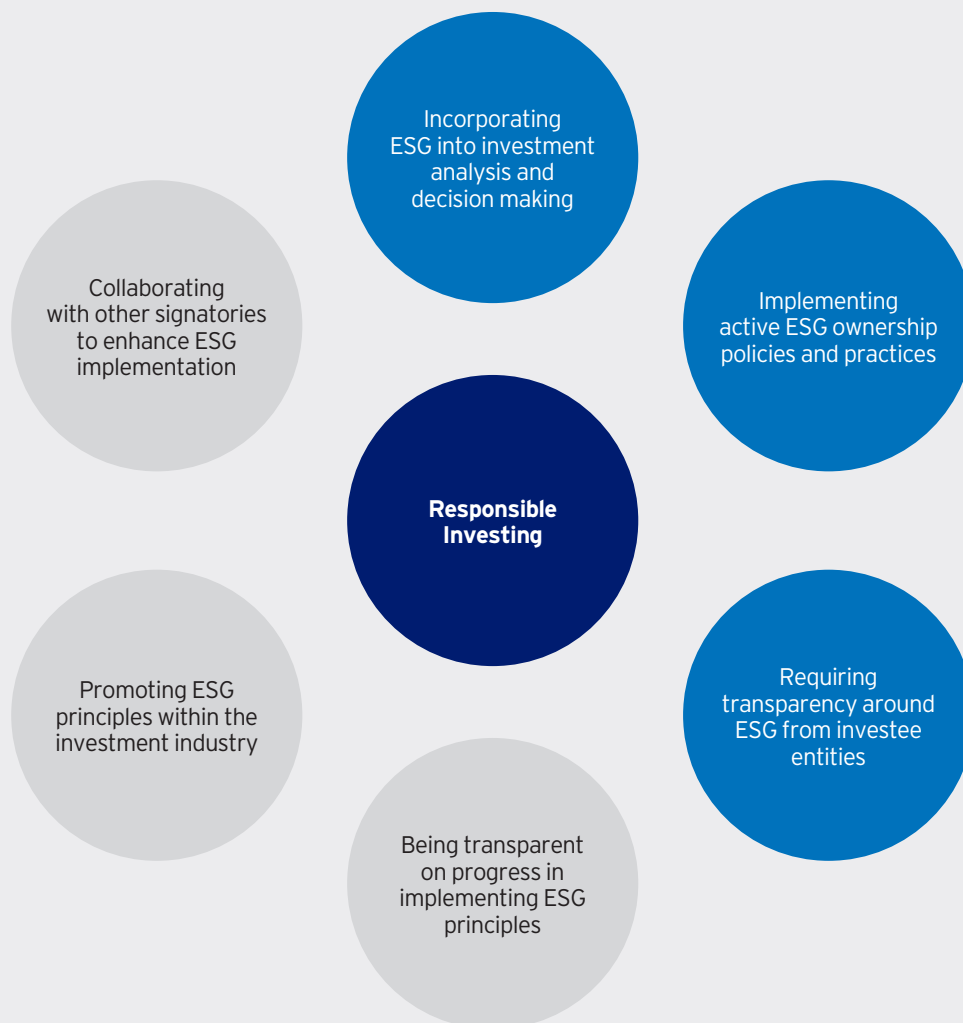 Incorporating
ESG into investment
analysis and
decision making
Implementing
active ESG ownership
policies and practices
Requiring
transparency around
ESG from investee
entities
Being transparent
on progress in
implementing ESG
principles
Promoting ESG
principles within the
investment industry
Collaborating
with other signatories
to enhance ESG
implementation
Responsible
Investing